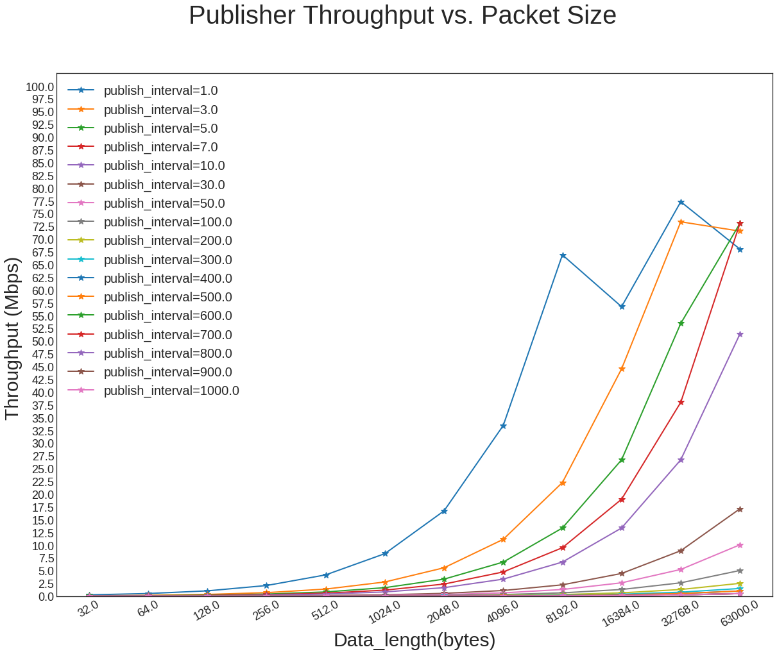 Publisher Throughput vs. Packet Size
100.0
97.5
95.0
92.5
90.0
87.5
85.0
82.5
80.0
77.5
75.0
72.5
70.0
67.5
65.0
62.5
60.0
57.5
55.0
52.5
50.0
47.5
45.0
42.5
40.0
37.5
35.0
32.5
30.0
27.5
25.0
22.5
20.0
17.5
15.0
12.5
10.0
7.5
5.0
2.5
0.0
Throughput (Mbps)
publish_interval=1.0
publish_interval=3.0
publish_interval=5.0
publish_interval=7.0
publish_interval=10.0
publish_interval=30.0
publish_interval=50.0
publish_interval=100.0
publish_interval=200.0
publish_interval=300.0
publish_interval=400.0
publish_interval=500.0
publish_interval=600.0
publish_interval=700.0
publish_interval=800.0
publish_interval=900.0
publish_interval=1000.0
32.0 64.0 128.0 256.0 512.0 1024.0 2048.0 4096.0 8192.0 16384.0 32768.0 63000.0
Data_length(bytes)